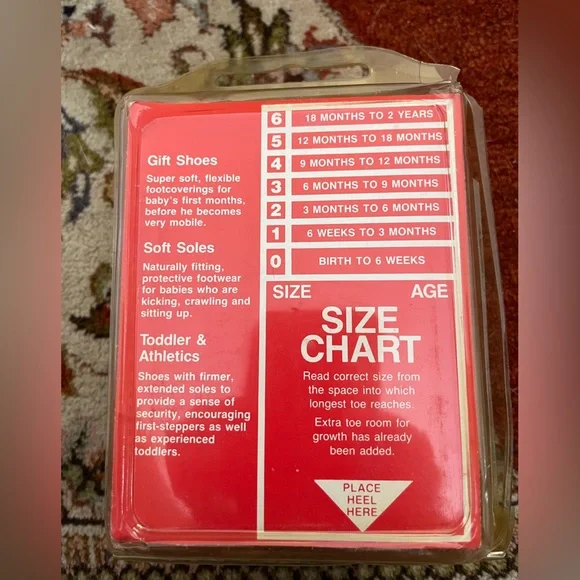 Gift Shoes
Super soft, flexible
footcoverings for
baby's first months,
before he becomes
very mobile.
Soft Soles
Naturally fitting,
protective footwear
for babies who are
kicking, crawling and
sitting up.
Toddler &
Athletics
Shoes with firmer,
extended soles to
provide a sense of
security, encouraging
first-steppers as well
as experienced
toddlers.
6 18 MONTHS TO 2 YEARS
5 12 MONTHS TO 18 MONTHS
4 9 MONTHS TO 12 MONTHS
3 6 MONTHS TO 9 MONTHS
2 3 MONTHS TO 6 MONTHS
1 6 WEEKS TO 3 MONTHS
0 BIRTH TO 6 WEEKS
SIZE AGE
SIZE
CHART
Read correct size from
the space into which
longest toe reaches.
Extra toe room for
growth has already
been added.
PLACE
HEEL
HERE